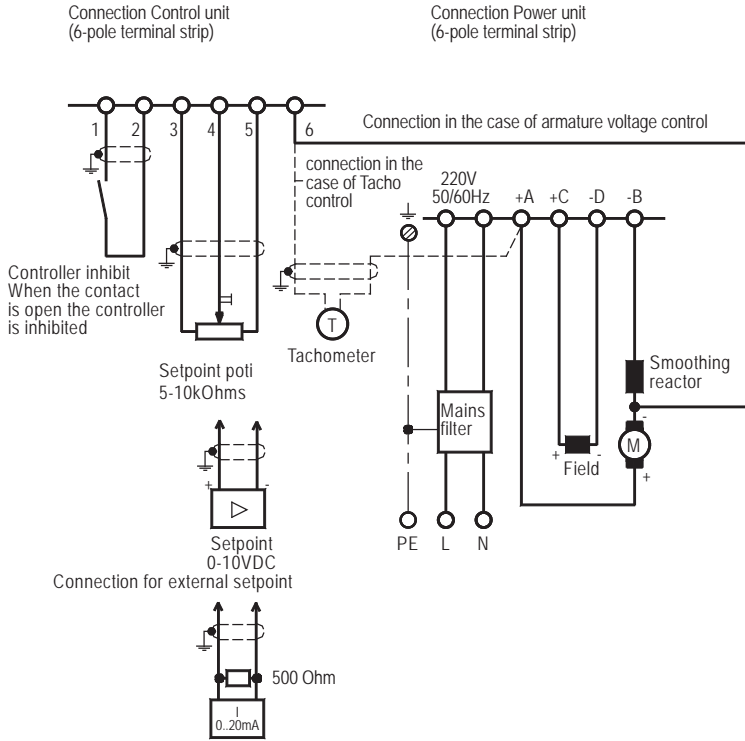 Connection Control unit
(6-pole terminal strip)
Connection Power unit
(6-pole terminal strip)
1 2 3 4 5 6
Connection in the case of armature voltage control
connection in the
case of Tacho
control
220V
50/60Hz
+A +C -D -B
Controller inhibit
When the contact
is open the controller
is inhibited
T
Tachometer
Setpoint poti
5-10kOhms
Mains
filter
Smoothing
reactor
-
M
+
+ -
Field
+ -
Setpoint
0-10VDC
PE L N
Connection for external setpoint
500 Ohm
I
0..20mA